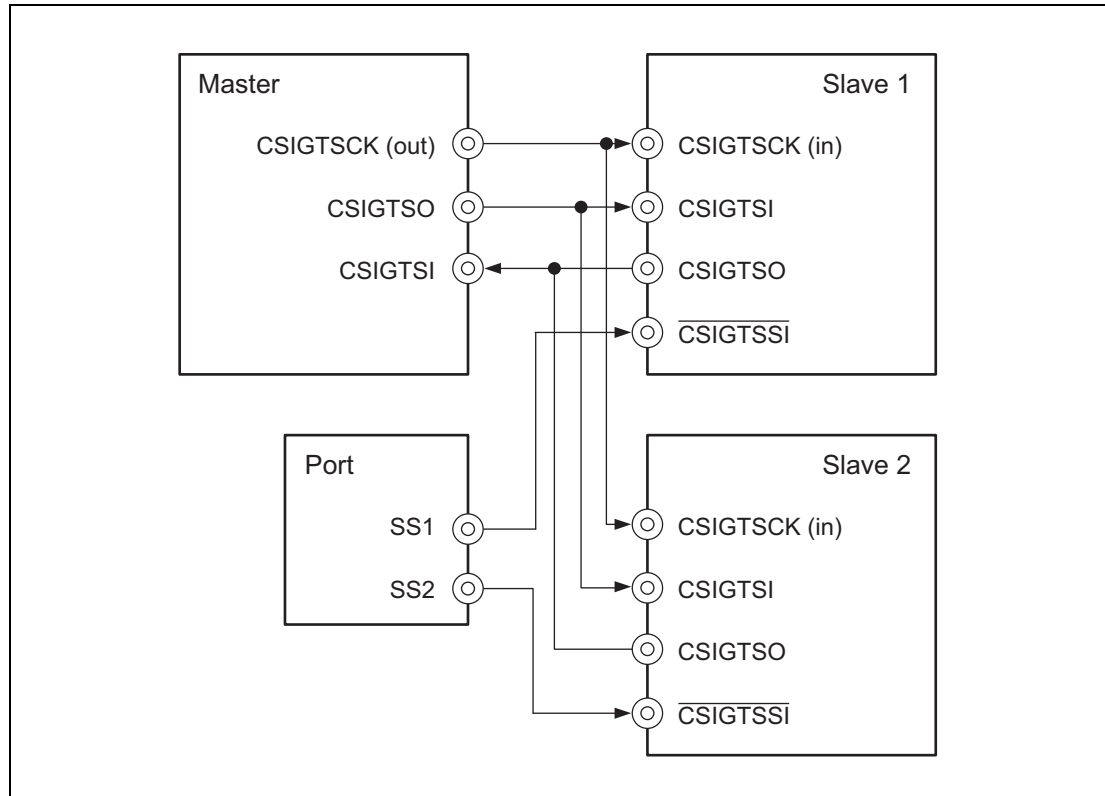 Master
CSIGTSCK (out)
CSIGTSO
CSIGTSI
Slave 1
CSIGTSCK (in)
CSIGTSI
CSIGTSO
CSIGTSSI
Port
SS1
SS2
Slave 2
CSIGTSCK (in)
CSIGTSI
CSIGTSO
CSIGTSSI